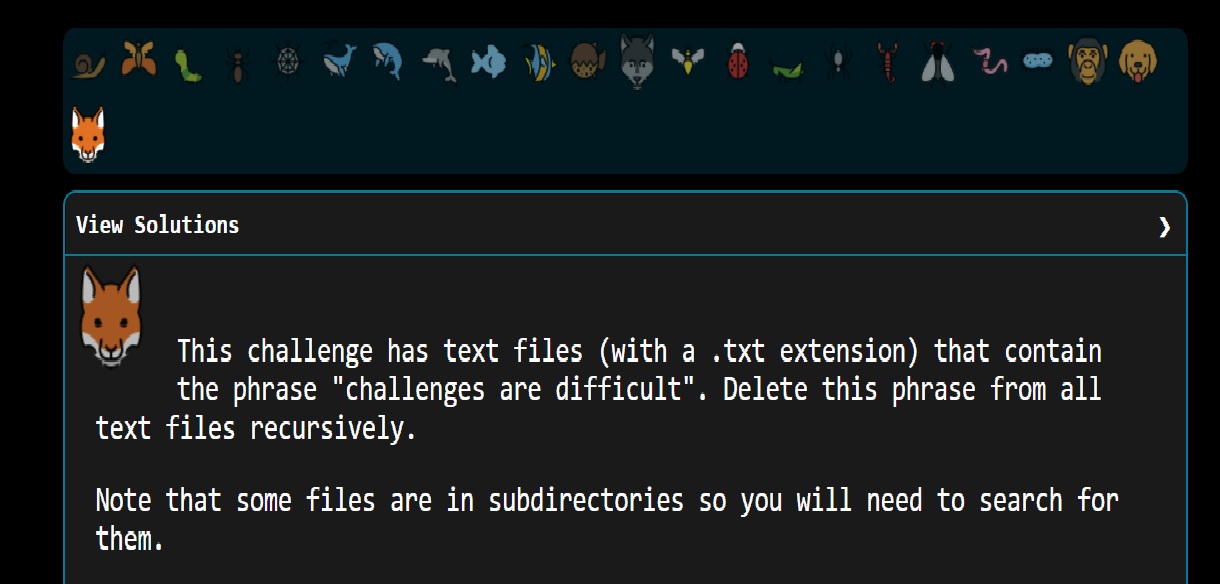 View Solutions
This challenge has text files (with a .txt extension) that contain
the phrase "challenges are difficult". Delete this phrase from all
text files recursively.
Note that some files are in subdirectories so you will need to search for
them.